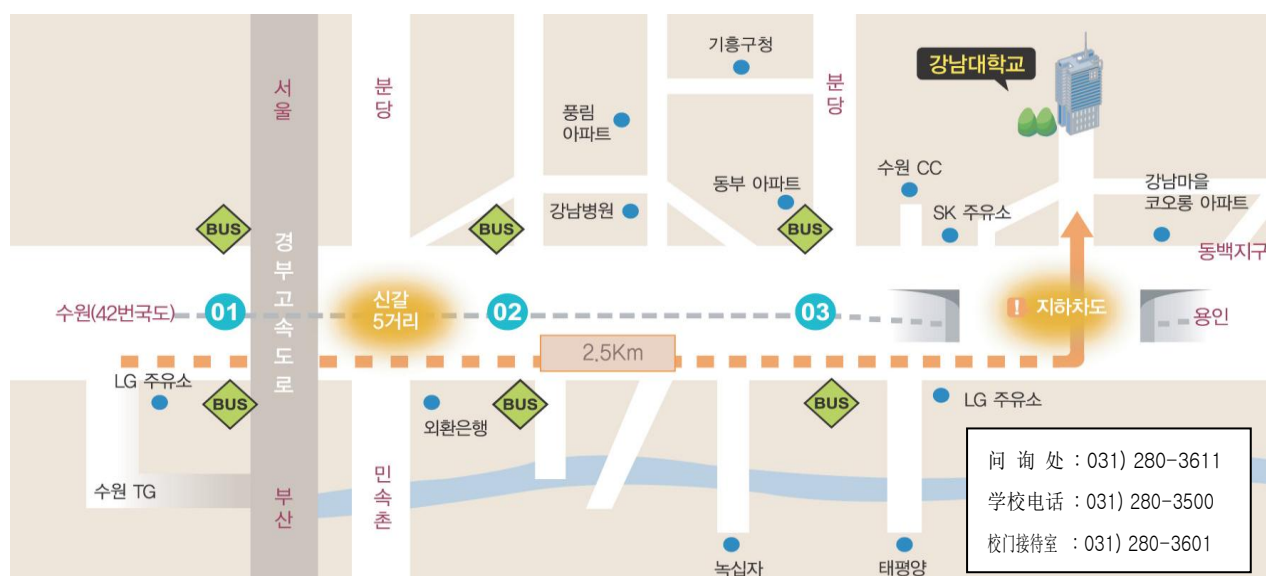 기흥구청
강남대학교
서울
분당
분당
풍림
아파트
수원 CC
동부 아파트
강남마을
코오롱 아파트
강남병원
SK 주유소
BUS
BUS
BUS
동백지구
경부고속도로
수원(42번국도)
01
신갈
5거리
02
03
! 지하차도
용인
2.5Km
LG 주유소
BUS
BUS
BUS
LG 주유소
외환은행
수원 TG
부산
민속촌
녹십자
태평양
问 询 处 : 031) 280-3611
学校电话 : 031) 280-3500
校门接待室 : 031) 280-3601